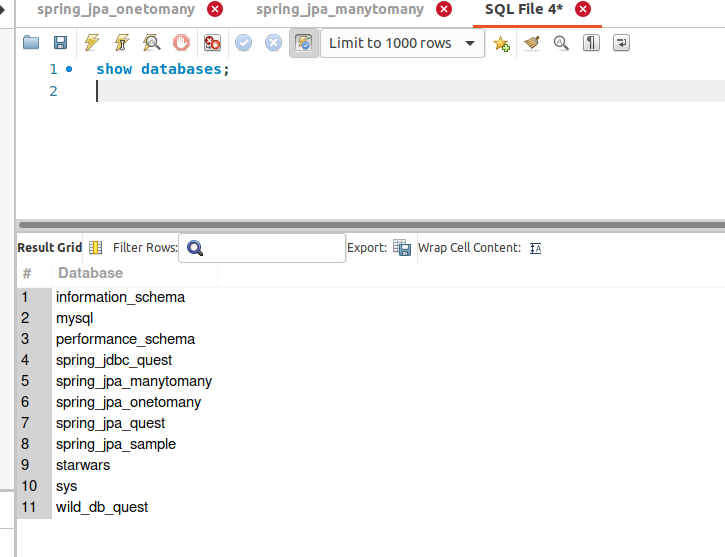 spring_jpa_onetomany spring_jpa_manytomany SQL File 4*
Limit to 1000 rows
1 show databases;
2
Result Grid Filter Rows: Export: Wrap Cell Content:
# Database
1 information_schema
2 mysql
3 performance_schema
4 spring_jdbc_quest
5 spring_jpa_manytomany
6 spring_jpa_onetomany
7 spring_jpa_quest
8 spring_jpa_sample
9 starwars
10 sys
11 wild_db_quest